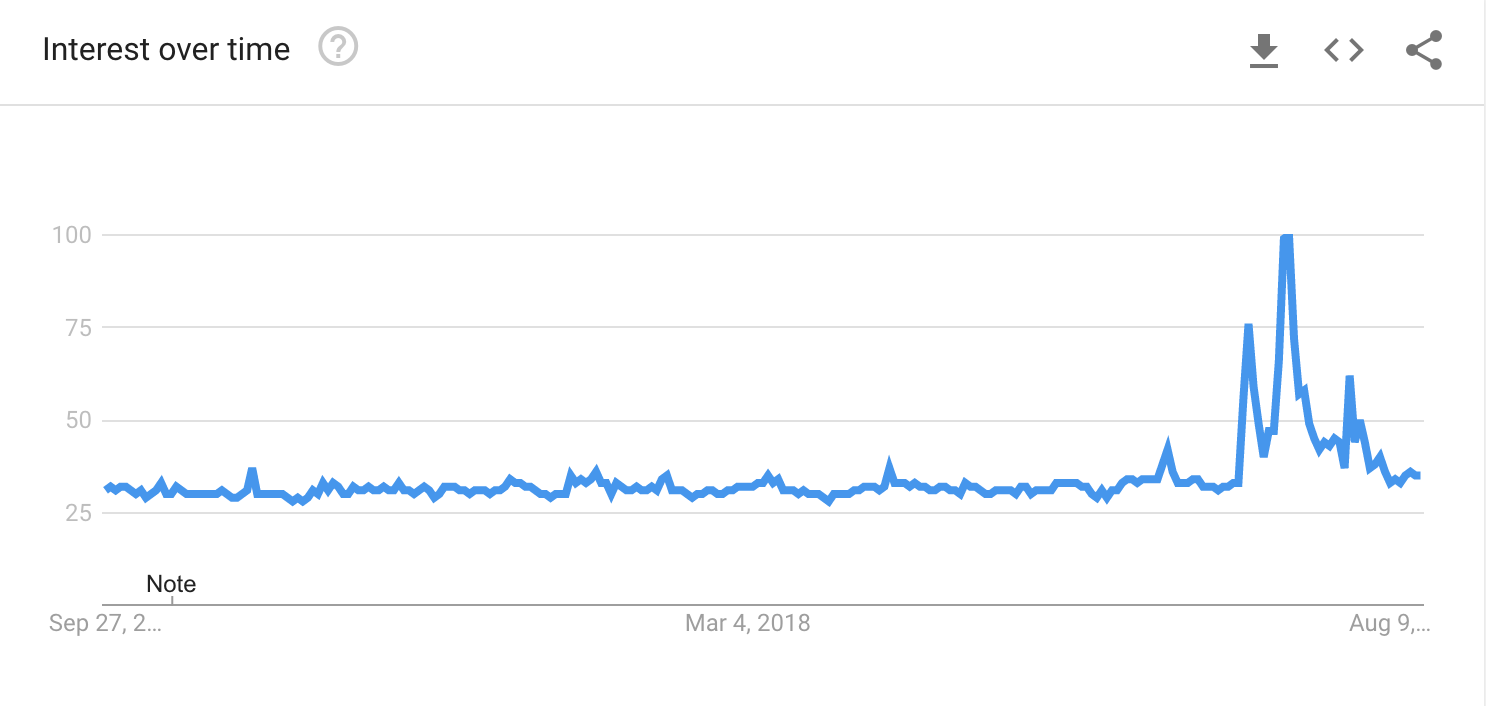 Interest over time ?
100
75
50
25
Note
Sep 27, 2...
Mar 4, 2018
Aug 9,...